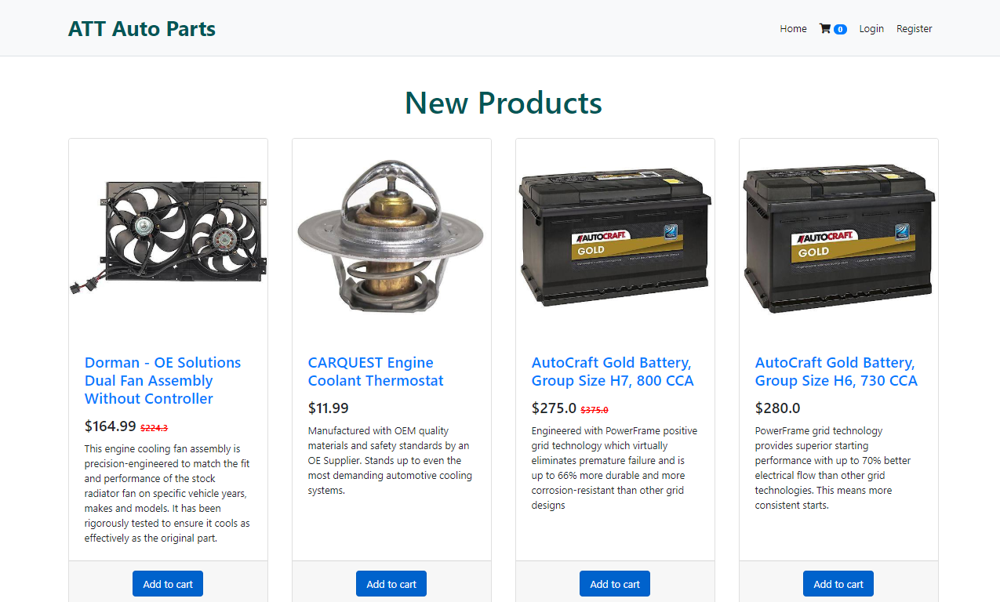 ATT Auto Parts
Home
0
Login
Register
New Products
AUTOCRAFT
GOLD
AUTOCRAFT
GOLD
Dorman - OE Solutions
Dual Fan Assembly
Without Controller
$164.99 $224.3
This engine cooling fan assembly is
precision-engineered to match the fit
and performance of the stock
radiator fan on specific vehicle years,
makes and models. It has been
rigorously tested to ensure it cools as
effectively as the original part.
Add to cart
CARQUEST Engine
Coolant Thermostat
$11.99
Manufactured with OEM quality
materials and safety standards by an
OE Supplier. Stands up to even the
most demanding automotive cooling
systems.
Add to cart
AutoCraft Gold Battery,
Group Size H7, 800 CCA
$275.0 $375.0
Engineered with PowerFrame positive
grid technology which virtually
eliminates premature failure and is
up to 66% more durable and more
corrosion-resistant than other grid
designs
Add to cart
AutoCraft Gold Battery,
Group Size H6, 730 CCA
$280.0
PowerFrame grid technology
provides superior starting
performance with up to 70% better
electrical flow than other grid
technologies. This means more
consistent starts.
Add to cart